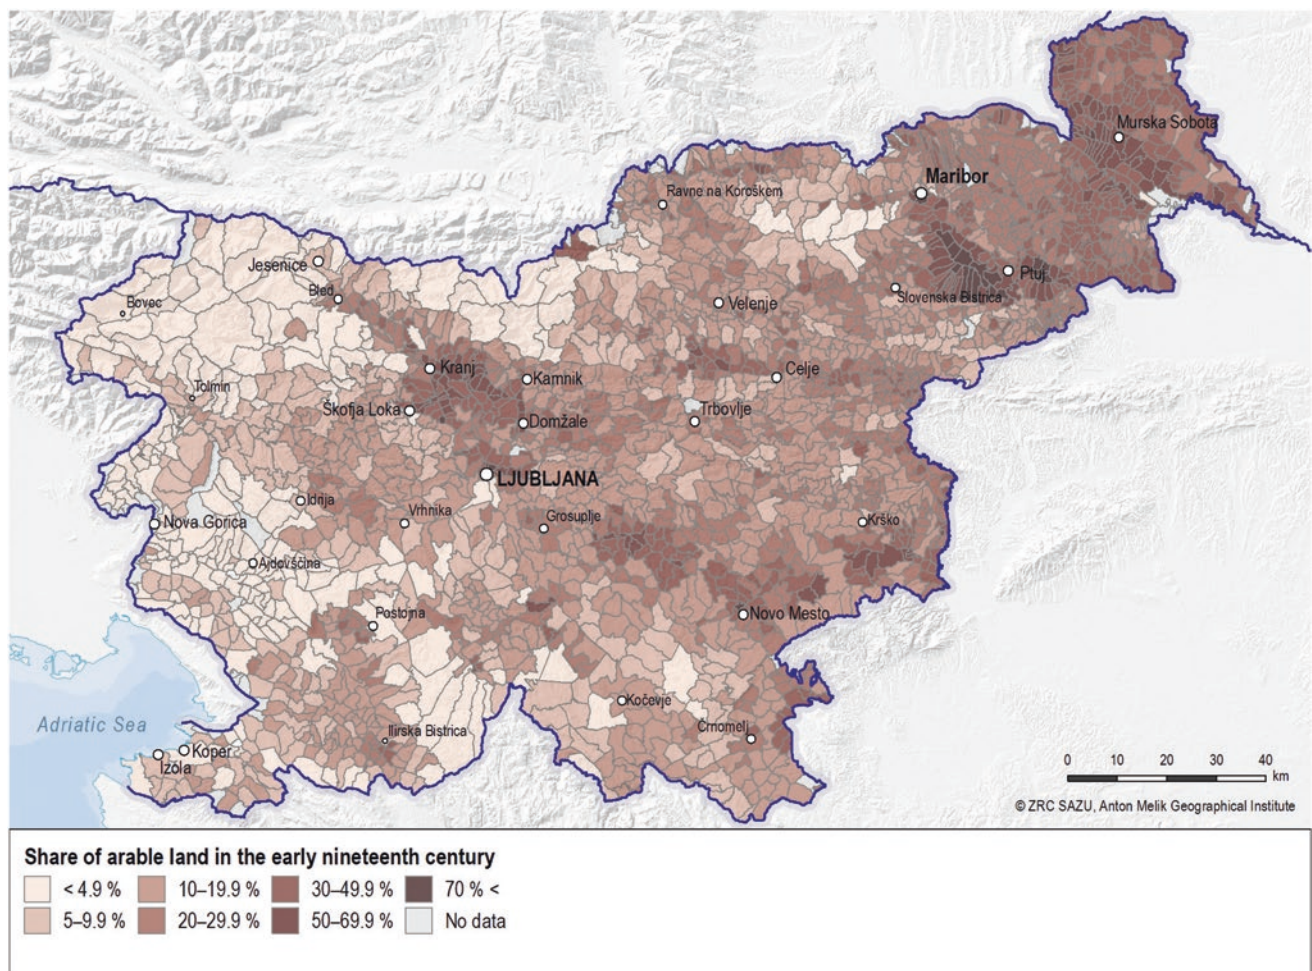 Murska Sobota
Maribor
Ravne na Koroškem
Jesenice
Bled
Ptuj
Slovenska Bistrica
Bovec
Velenje
Kranj
Kamnik
Celje
Tolmin
Škofja Loka
Domžale
Trbovlje
LJUBLJANA
Idrija
Vrhnika
Grosuplje
Krško
Nova Gorica
Ajdovščina
Postojna
Novo Mesto
Kočevje
Adriatic Sea
Črnomelj
Ilirska Bistrica
Koper
Izola
0 10 20 30 40
km
© ZRC SAZU, Anton Melik Geographical Institute
Share of arable land in the early nineteenth century
< 4.9 % 10–19.9 % 30–49.9 % 70 % <
5–9.9 % 20–29.9 % 50–69.9 % No data